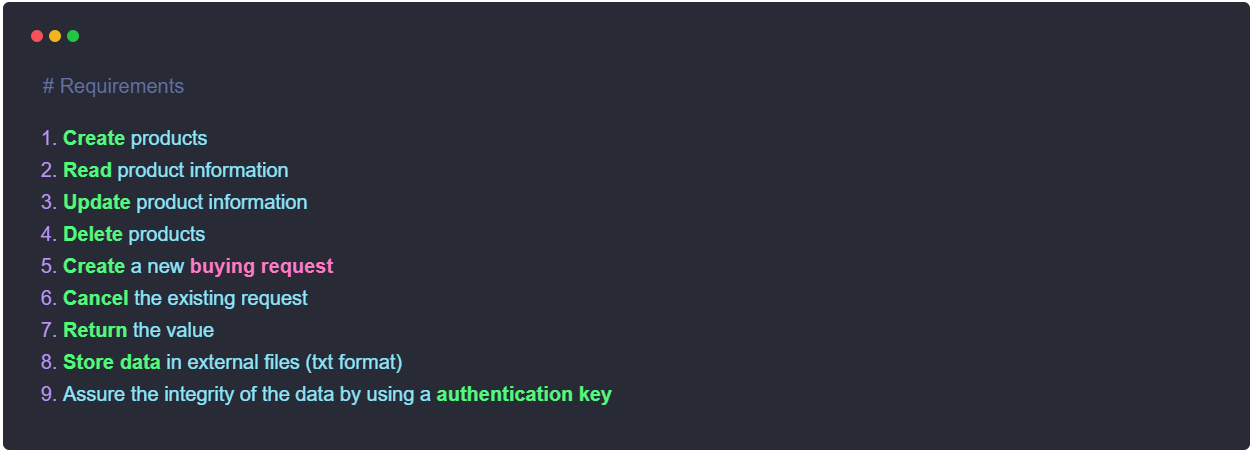 # Requirements
1. Create products
2. Read product information
3. Update product information
4. Delete products
5. Create a new buying request
6. Cancel the existing request
7. Return the value
8. Store data in external files (txt format)
9. Assure the integrity of the data by using a authentication key